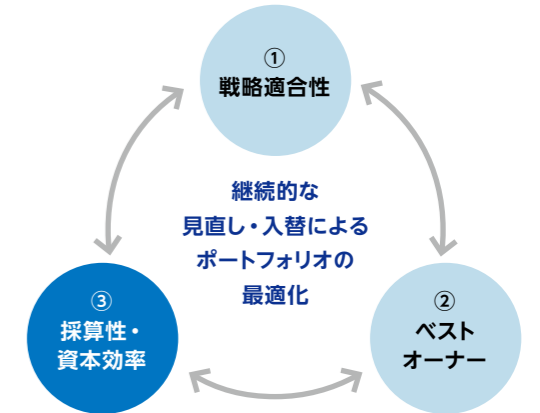 ①
戦略適合性
継続的な
見直し・入替による
ポートフォリオの
最適化
③
採算性・
資本効率
②
ベスト
オーナー